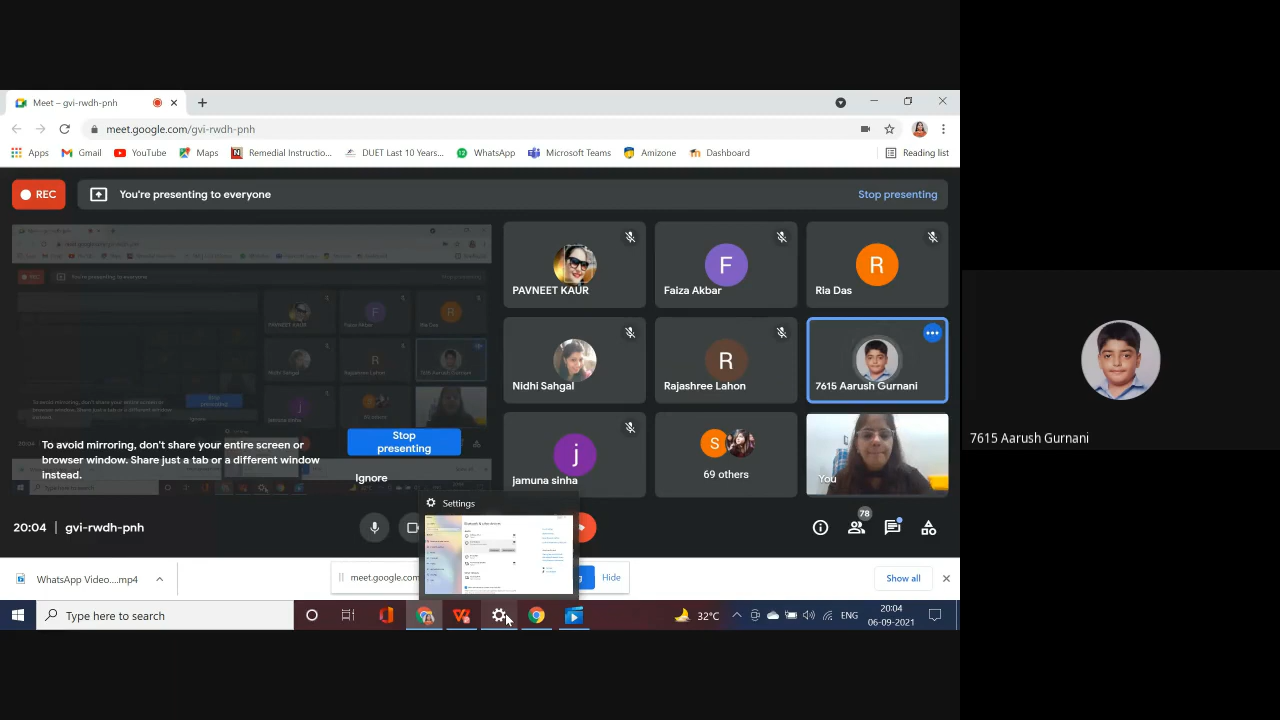 Meet – gvi-rwdh-pnh
meet.google.com/gvi-rwdh-pnh
Apps
Gmail
YouTube
Maps
Remedial Instructio...
DUET Last 10 Years...
WhatsApp
Microsoft Teams
Amizone
Dashboard
Reading list
REC
You're presenting to everyone
Stop presenting
PAVNEET KAUR
F
Faiza Akbar
R
Ria Das
Nidhi Sahgal
R
Rajashree Lahon
7615 Aarush Gurnani
j
jamuna sinha
S
69 others
You
To avoid mirroring, don't share your entire screen or
browser window. Share just a tab or a different window
instead.
Stop
presenting
Ignore
Settings
20:04 | gvi-rwdh-pnh
78
WhatsApp Video....mp4
meet.google.com
Hide
Show all
Type here to search
32°C
ENG
20:04
06-09-2021
7615 Aarush Gurnani